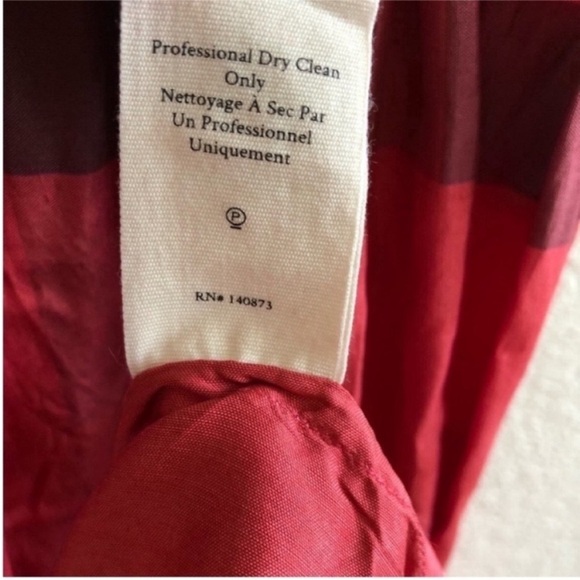 Professional Dry Clean
Only
Nettoyage À Sec Par
Un Professionnel
Uniquement
P
RN# 140873